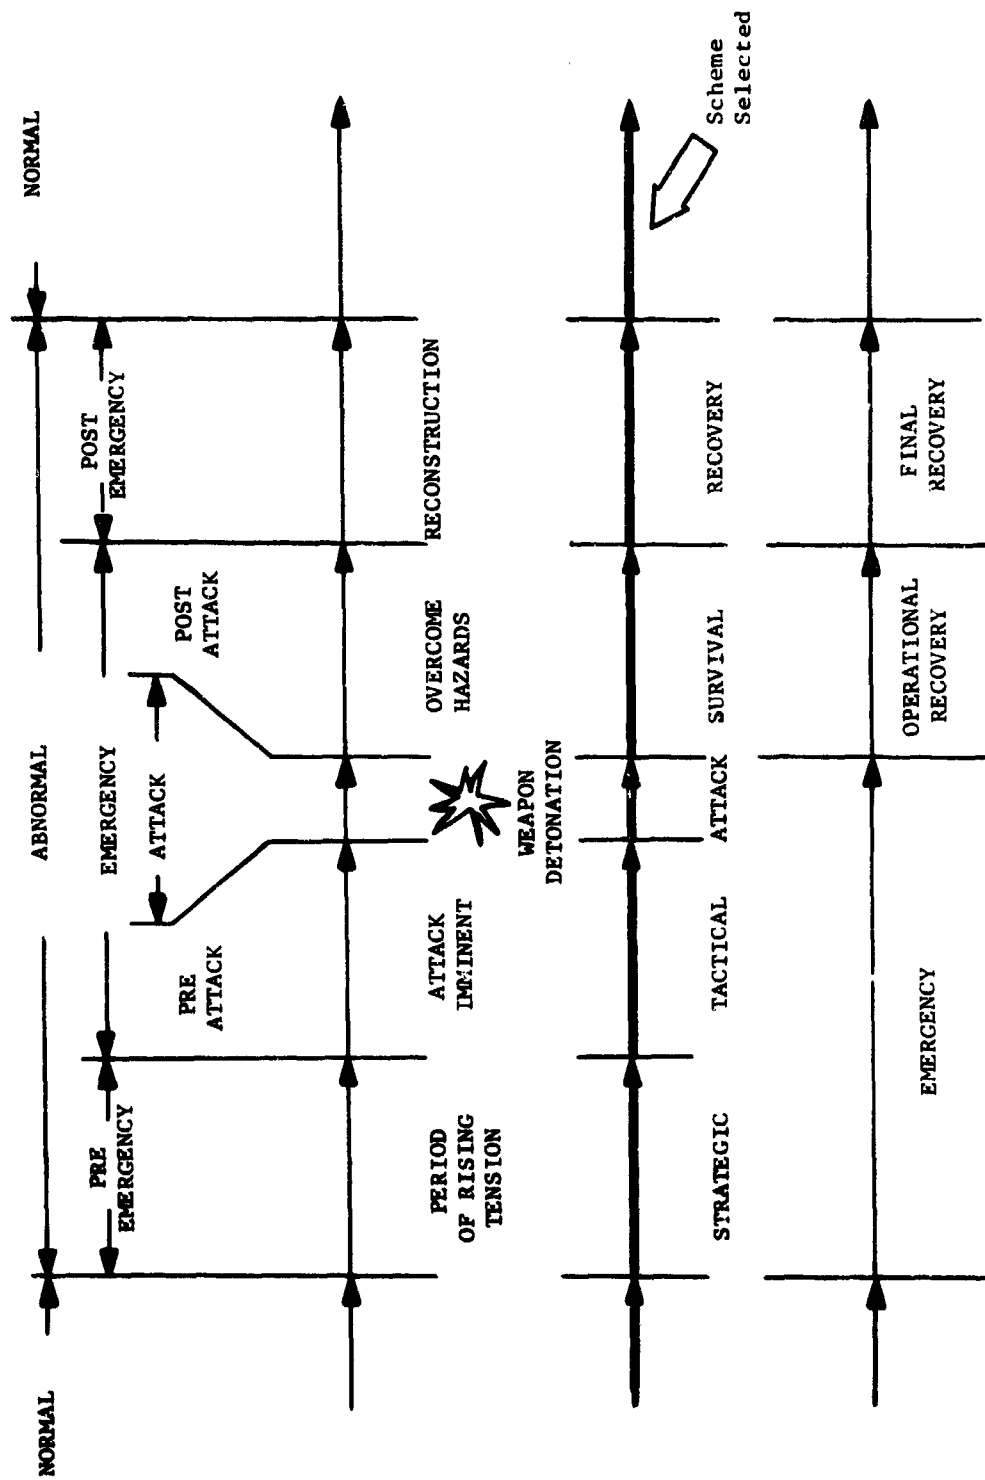 NORMAL
ABNORMAL
NORMAL
PRE
EMERGENCY
EMERGENCY
POST
EMERGENCY
PRE
ATTACK
ATTACK
POST
ATTACK
PERIOD
OF RISING
TENSION
ATTACK
IMMINENT
OVERCOME
HAZARDS
RECONSTRUCTION
WEAPON
DETONATION
STRATEGIC
TACTICAL
ATTACK
SURVIVAL
RECOVERY
Scheme
Selected
EMERGENCY
OPERATIONAL
RECOVERY
FINAL
RECOVERY